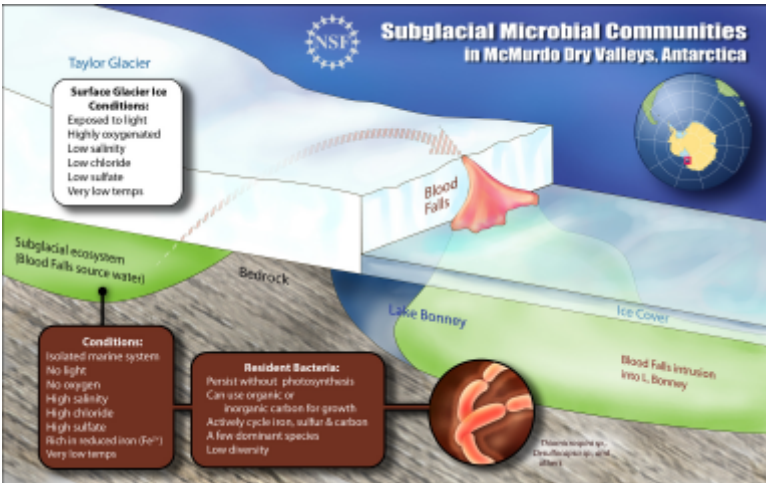 NSF
Subglacial Microbial Communities
in McMurdo Dry Valleys, Antarctica
Taylor Glacier
Surface Glacier Ice
Conditions:
Exposed to light
Highly oxygenated
Low salinity
Low chloride
Low sulfate
Very low temps
Blood
Falls
Subglacial ecosystem
(Blood Falls source water)
Bedrock
Lake Bonney
Ice Cover
Blood Falls intrusion
into L. Bonney
Conditions:
Isolated marine system
No light
No oxygen
High salinity
High chloride
High sulfate
Rich in reduced iron (Fe²⁺)
Very low temps
Resident Bacteria:
Persist without photosynthesis
Can use organic or
inorganic carbon for growth
Actively cycle iron, sulfur & carbon
A few dominant species
Low diversity
and
others